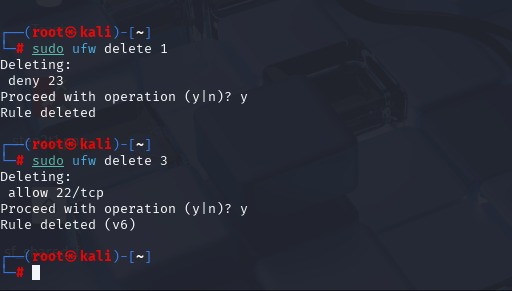 ┌──(root㉿kali)-[~]
└─# sudo ufw delete 1
Deleting:
 deny 23
Proceed with operation (y|n)? y
Rule deleted

┌──(root㉿kali)-[~]
└─# sudo ufw delete 3
Deleting:
 allow 22/tcp
Proceed with operation (y|n)? y
Rule deleted (v6)

┌──(root㉿kali)-[~]
└─#